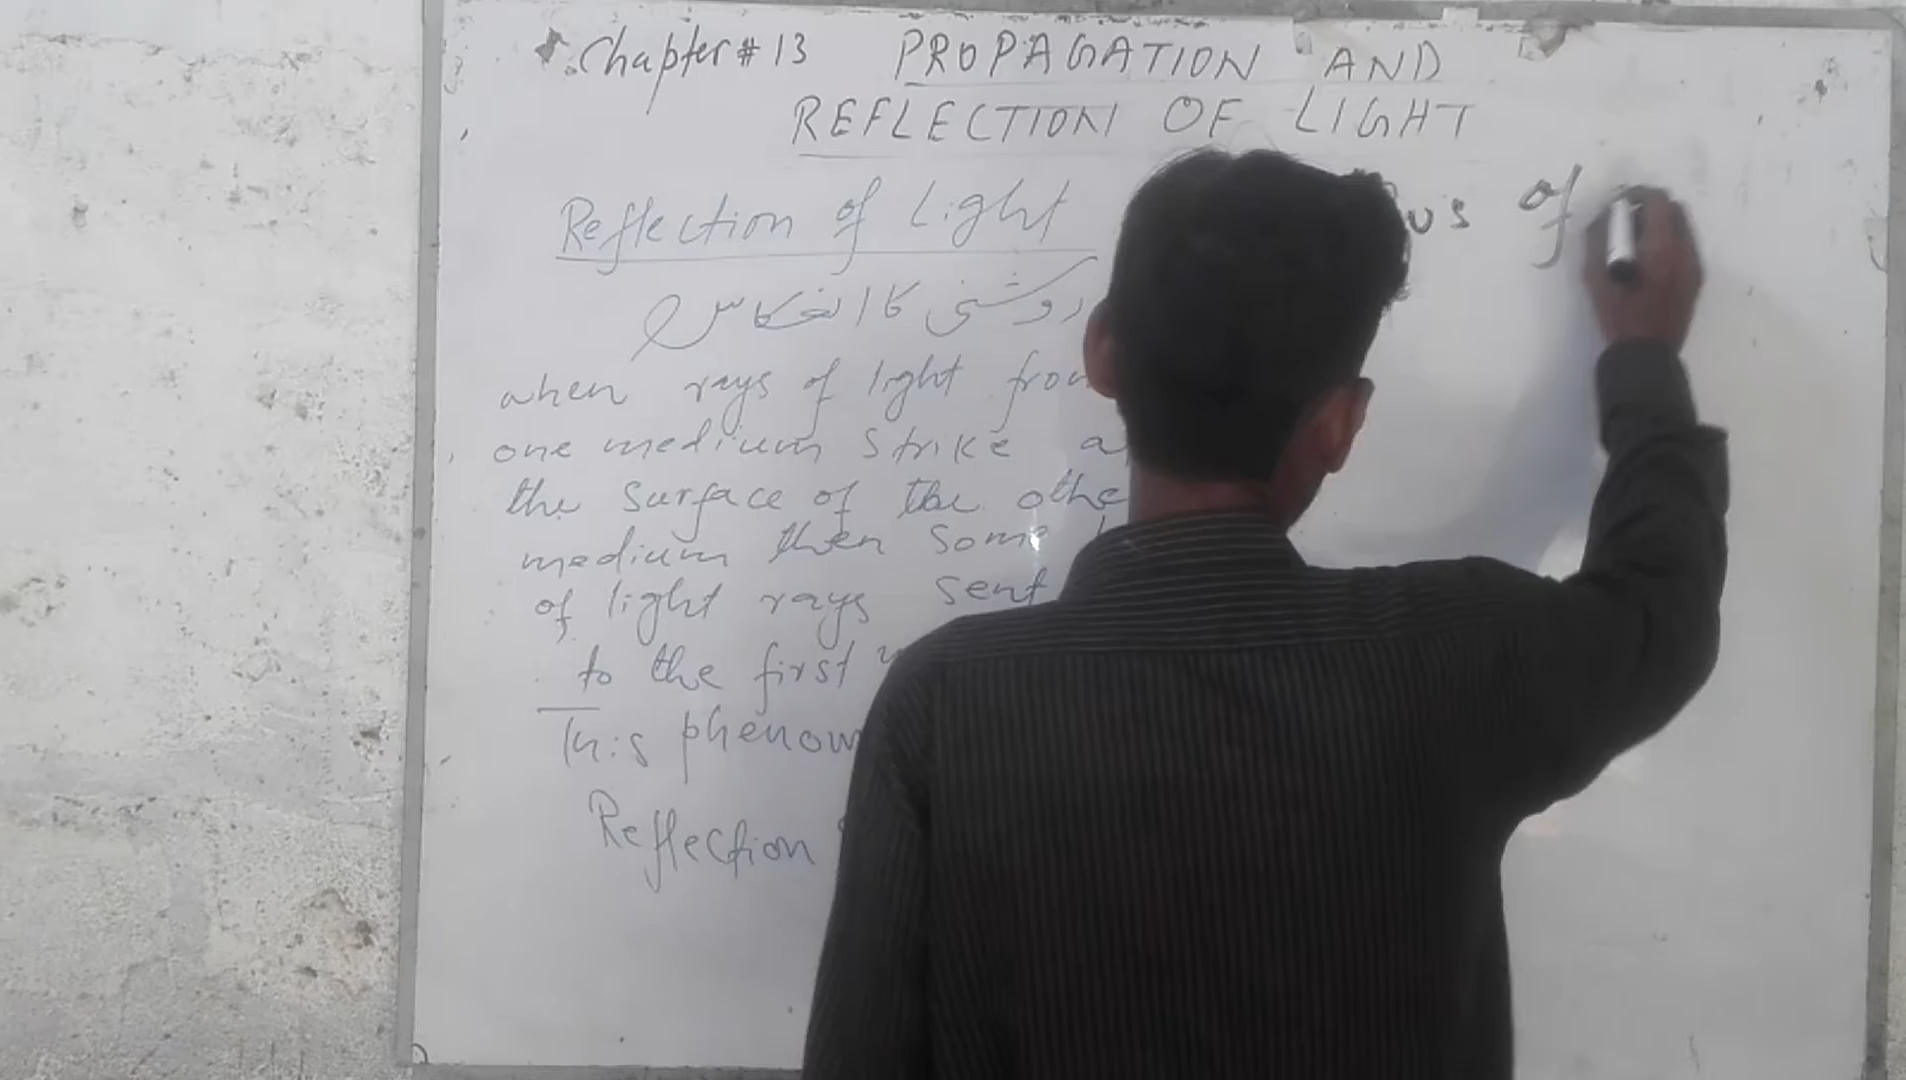 Chapter # 13 PROPAGATION AND
REFLECTION OF LIGHT
Reflection of Light
روشنی کا انعکاس
when rays of light from
one medium strike a
the surface of the othe
medium then some
of light rays sent
to the first
This phenom
Reflection
of